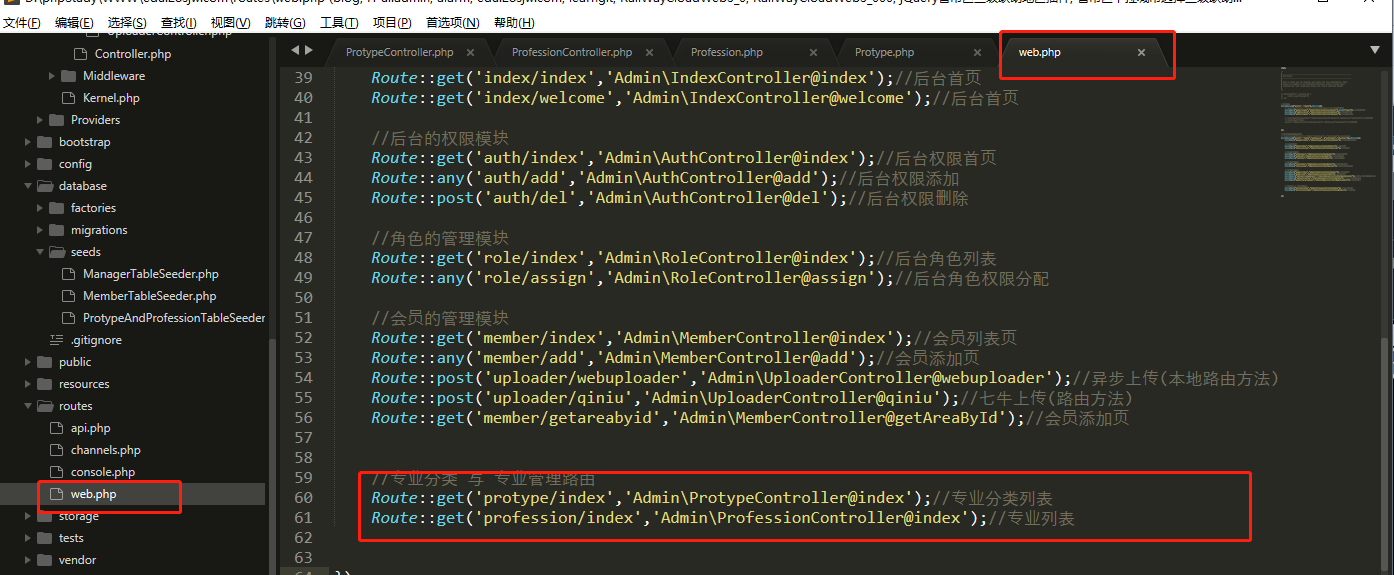 文件(F) 编辑(E) 选择(S) 查找(I) 视图(V) 跳转(G) 工具(T) 项目(P) 首选项(N) 帮助(H)
Controller.php
Middleware
Kernel.php
Providers
bootstrap
config
database
factories
migrations
seeds
ManagerTableSeeder.php
MemberTableSeeder.php
ProtypeAndProfessionTableSeeder
.gitignore
public
resources
routes
api.php
channels.php
console.php
web.php
storage
tests
vendor
ProtypeController.php × ProfessionController.php × Profession.php × Protype.php × web.php ×
39 Route::get('index/index','Admin\IndexController@index');//后台首页
40 Route::get('index/welcome','Admin\IndexController@welcome');//后台首页
41
42 //后台的权限模块
43 Route::get('auth/index','Admin\AuthController@index');//后台权限首页
44 Route::any('auth/add','Admin\AuthController@add');//后台权限添加
45 Route::post('auth/del','Admin\AuthController@del');//后台权限删除
46
47 //角色的管理模块
48 Route::get('role/index','Admin\RoleController@index');//后台角色列表
49 Route::any('role/assign','Admin\RoleController@assign');//后台角色权限分配
50
51 //会员的管理模块
52 Route::get('member/index','Admin\MemberController@index');//会员列表页
53 Route::any('member/add','Admin\MemberController@add');//会员添加页
54 Route::post('uploader/webuploader','Admin\UploaderController@webuploader');//异步上传(本地路由方法)
55 Route::post('uploader/qiniu','Admin\UploaderController@qiniu');//七牛上传(路由方法)
56 Route::get('member/getareabyid','Admin\MemberController@getAreaById');//会员添加页
57
58
59 //专业分类 写 专业管理路由
60 Route::get('protype/index','Admin\ProtypeController@index');//专业分类列表
61 Route::get('profession/index','Admin\ProfessionController@index');//专业列表
62
63